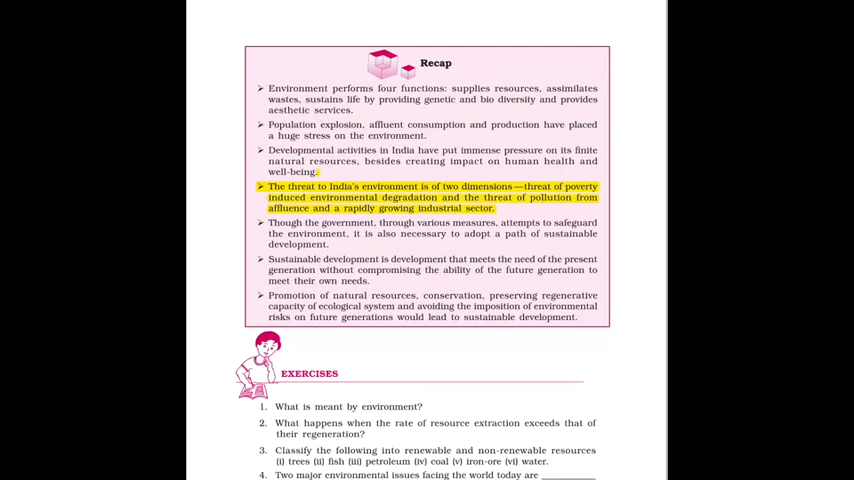 Recap
➢ Environment performs four functions: supplies resources, assimilates
wastes, sustains life by providing genetic and bio diversity and provides
aesthetic services.
➢ Population explosion, affluent consumption and production have placed
a huge stress on the environment.
➢ Developmental activities in India have put immense pressure on its finite
natural resources, besides creating impact on human health and
well-being.
➢ The threat to India's environment is of two dimensions—threat of poverty
induced environmental degradation and the threat of pollution from
affluence and a rapidly growing industrial sector.
➢ Though the government, through various measures, attempts to safeguard
the environment, it is also necessary to adopt a path of sustainable
development.
➢ Sustainable development is development that meets the need of the present
generation without compromising the ability of the future generation to
meet their own needs.
➢ Promotion of natural resources, conservation, preserving regenerative
capacity of ecological system and avoiding the imposition of environmental
risks on future generations would lead to sustainable development.
EXERCISES
1. What is meant by environment?
2. What happens when the rate of resource extraction exceeds that of
their regeneration?
3. Classify the following into renewable and non-renewable resources
(i) trees (ii) fish (iii) petroleum (iv) coal (v) iron-ore (vi) water.
4. Two major environmental issues facing the world today are ____________